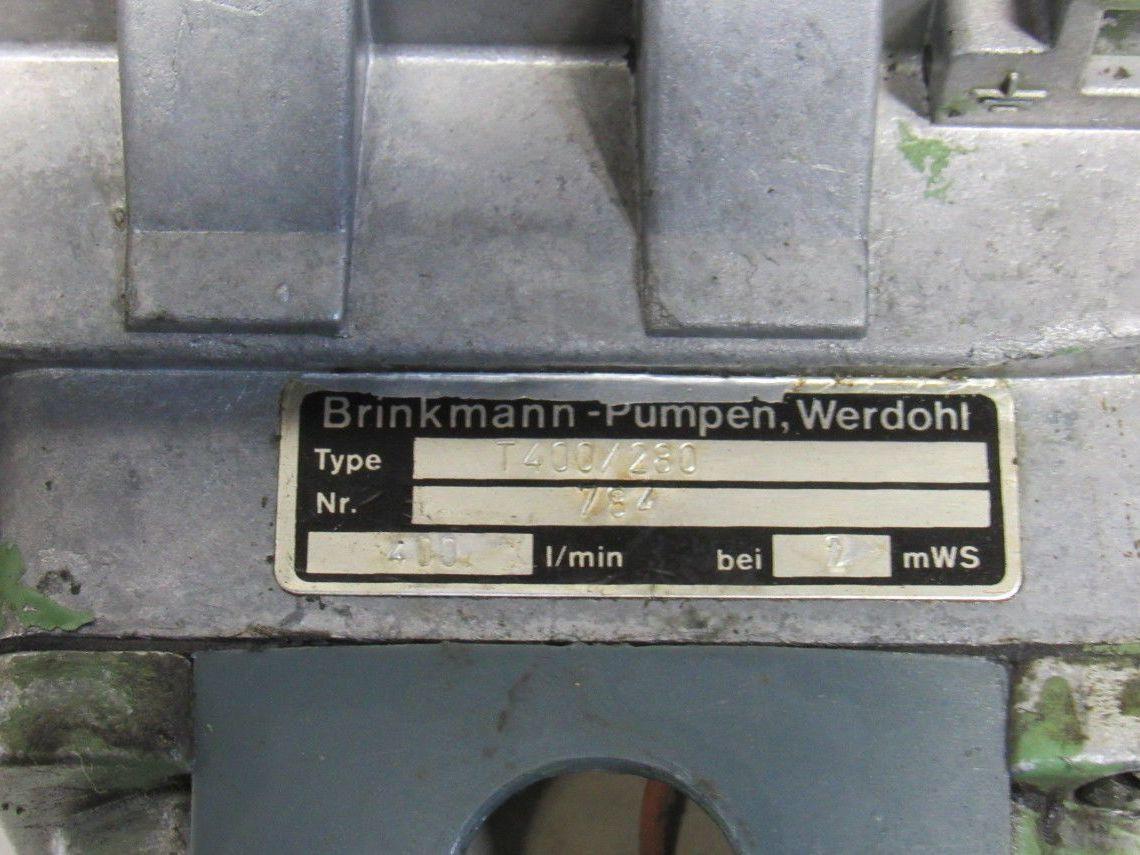 Brinkmann-Pumpen, Werdohl
Type T400/280
Nr. 784
400 l/min bei 2 mWS